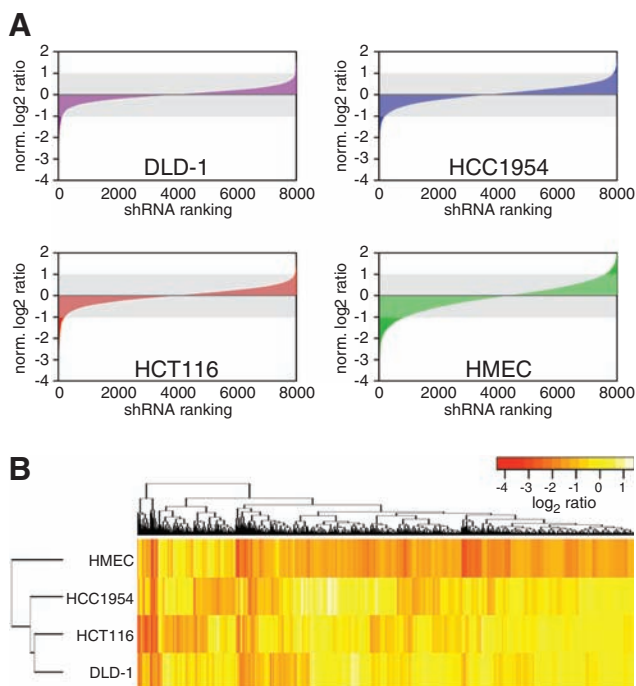 A
norm. log2 ratio
2
1
0
-1
-2
-3
-4
DLD-1
0 2000 4000 6000 8000
shRNA ranking
norm. log2 ratio
2
1
0
-1
-2
-3
-4
HCC1954
0 2000 4000 6000 8000
shRNA ranking
norm. log2 ratio
2
1
0
-1
-2
-3
-4
HCT116
0 2000 4000 6000 8000
shRNA ranking
norm. log2 ratio
2
1
0
-1
-2
-3
-4
HMEC
0 2000 4000 6000 8000
shRNA ranking
B
-4 -3 -2 -1 0 1
log2 ratio
HMEC
HCC1954
HCT116
DLD-1